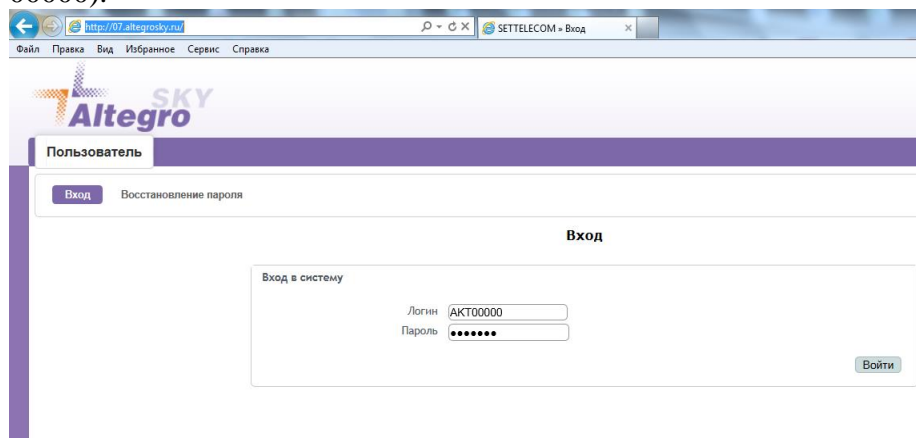 00000).
http://07.altegrosky.ru/
SETTELECOM » Вход
Файл Правка Вид Избранное Сервис Справка
SKY
Altegro
Пользователь
Вход Восстановление пароля
Вход
Вход в систему
Логин AKT00000
Пароль ●●●●●●●
Войти